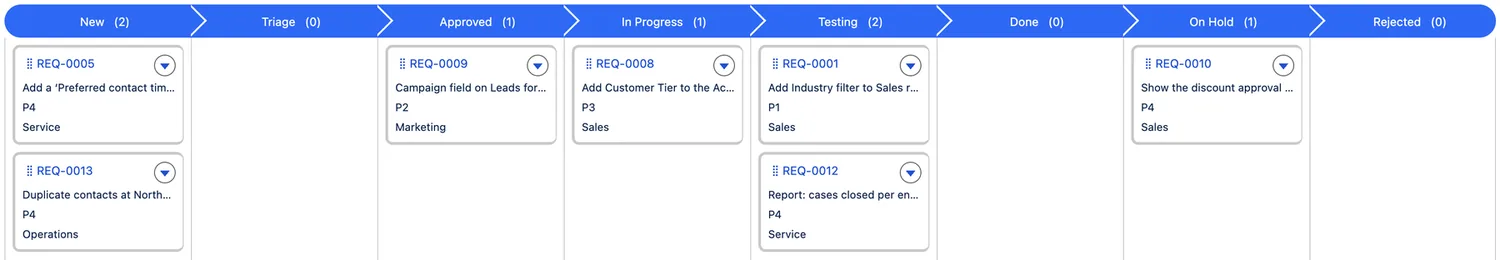 New (2)
Triage (0)
Approved (1)
In Progress (1)
Testing (2)
Done (0)
On Hold (1)
Rejected (0)
REQ-0005
Add a ‘Preferred contact tim...
P4
Service
REQ-0013
Duplicate contacts at North...
P4
Operations
REQ-0009
Campaign field on Leads for...
P2
Marketing
REQ-0008
Add Customer Tier to the Ac...
P3
Sales
REQ-0001
Add Industry filter to Sales r...
P1
Sales
REQ-0012
Report: cases closed per en...
P4
Service
REQ-0010
Show the discount approval ...
P4
Sales